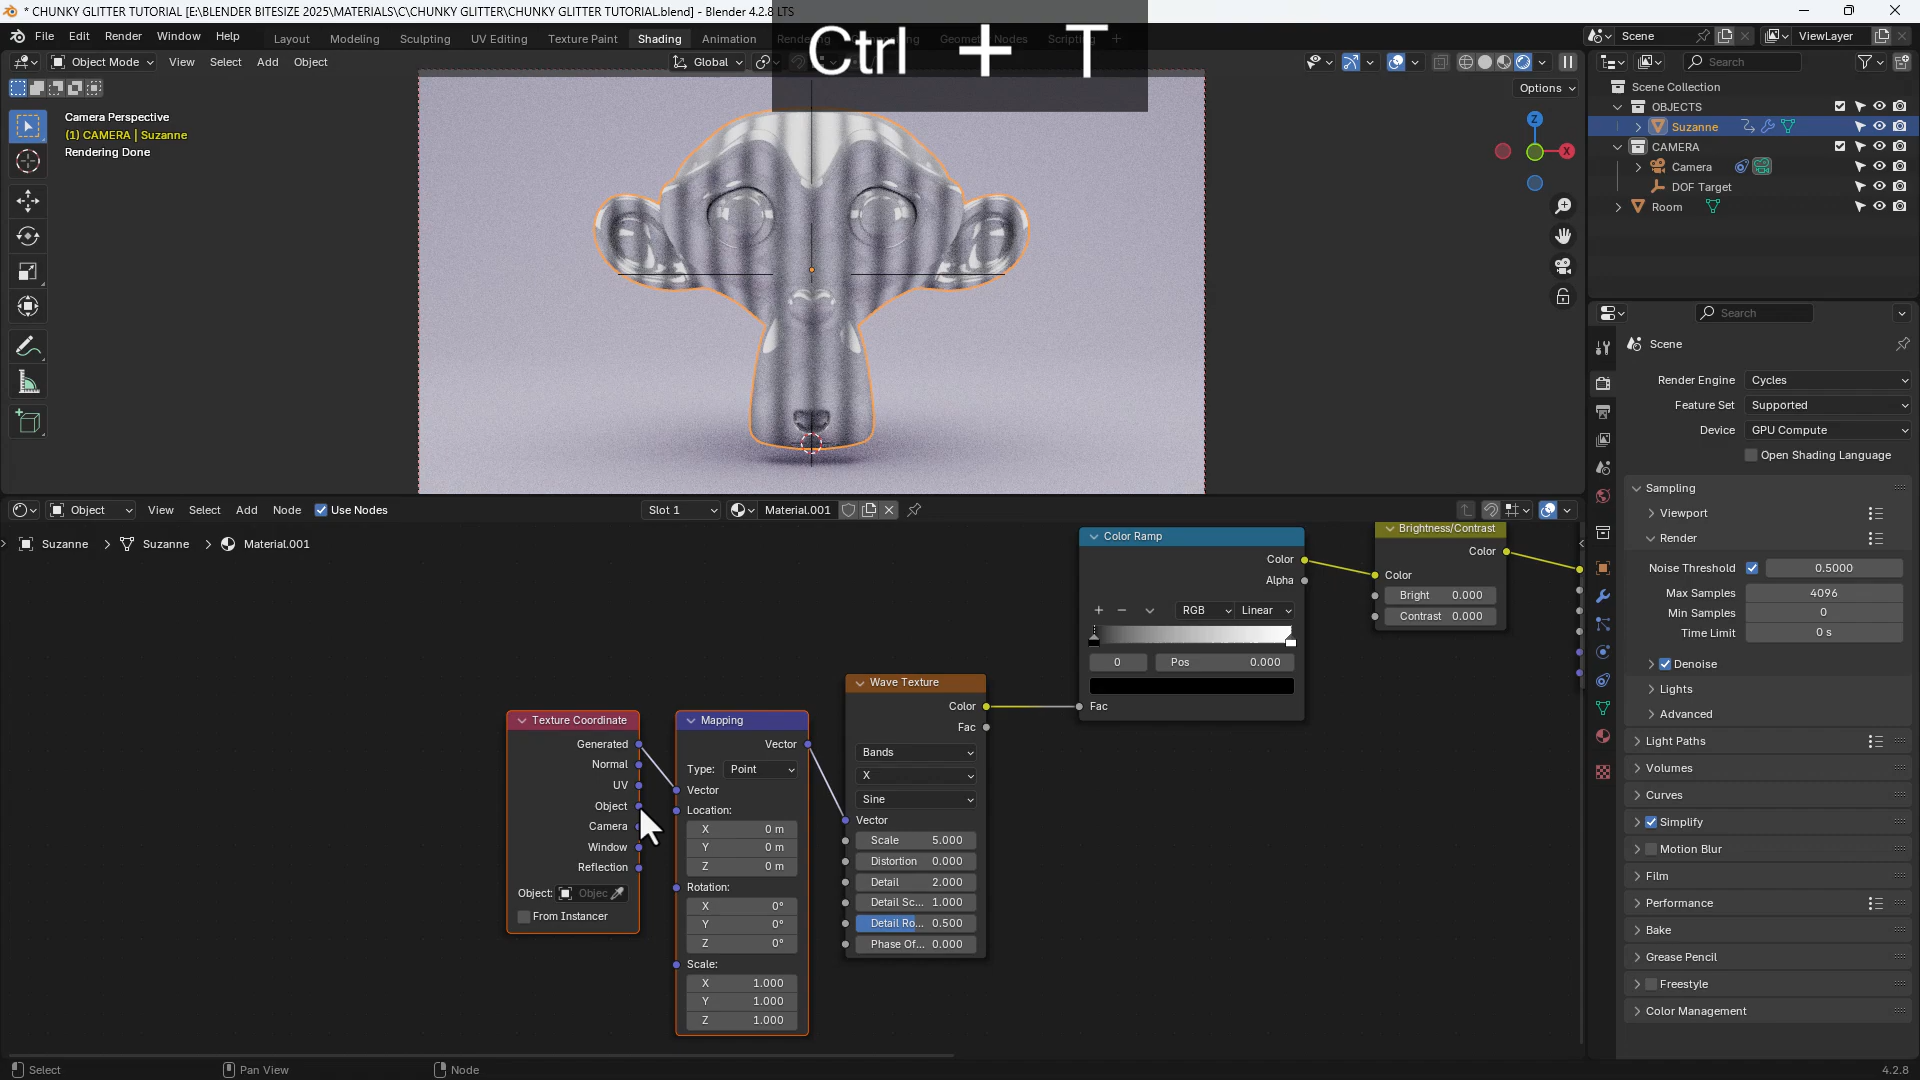 * CHUNKY GLITTER TUTORIAL [E:\BLENDER BITESIZE 2025\MATERIALS\C\CHUNKY GLITTER\CHUNKY GLITTER TUTORIAL.blend] - Blender 4.2.8 LTS
Ctrl + T
File Edit Render Window Help
Layout Modeling Sculpting UV Editing Texture Paint Shading Animation Rendering
Scene
ViewLayer
Object Mode View Select Add Object
Global
Options
Camera Perspective
(1) CAMERA | Suzanne
Rendering Done
Z
X
Search
Scene Collection
OBJECTS
Suzanne
CAMERA
Camera
DOF Target
Room
Search
Scene
Render Engine Cycles
Feature Set Supported
Device GPU Compute
Open Shading Language
Sampling
Viewport
Render
Noise Threshold 0.5000
Max Samples 4096
Min Samples 0
Time Limit 0 s
Denoise
Lights
Advanced
Light Paths
Volumes
Curves
Simplify
Motion Blur
Film
Performance
Bake
Grease Pencil
Freestyle
Color Management
Object View Select Add Node Use Nodes
Slot 1 Material.001
Suzanne > Suzanne > Material.001
Texture Coordinate
Generated
Normal
UV
Object
Camera
Window
Reflection
Object: Objec
From Instancer
Mapping
Vector
Type: Point
Vector
Location:
X 0 m
Y 0 m
Z 0 m
Rotation:
X 0°
Y 0°
Z 0°
Scale:
X 1.000
Y 1.000
Z 1.000
Wave Texture
Color
Fac
Bands
X
Sine
Vector
Scale 5.000
Distortion 0.000
Detail 2.000
Detail Sc... 1.000
Detail Ro... 0.500
Phase Of... 0.000
Color Ramp
Color
Alpha
RGB Linear
0 Pos 0.000
Fac
Brightness/Contrast
Color
Color
Bright 0.000
Contrast 0.000
Select
Pan View
Node
4.2.8